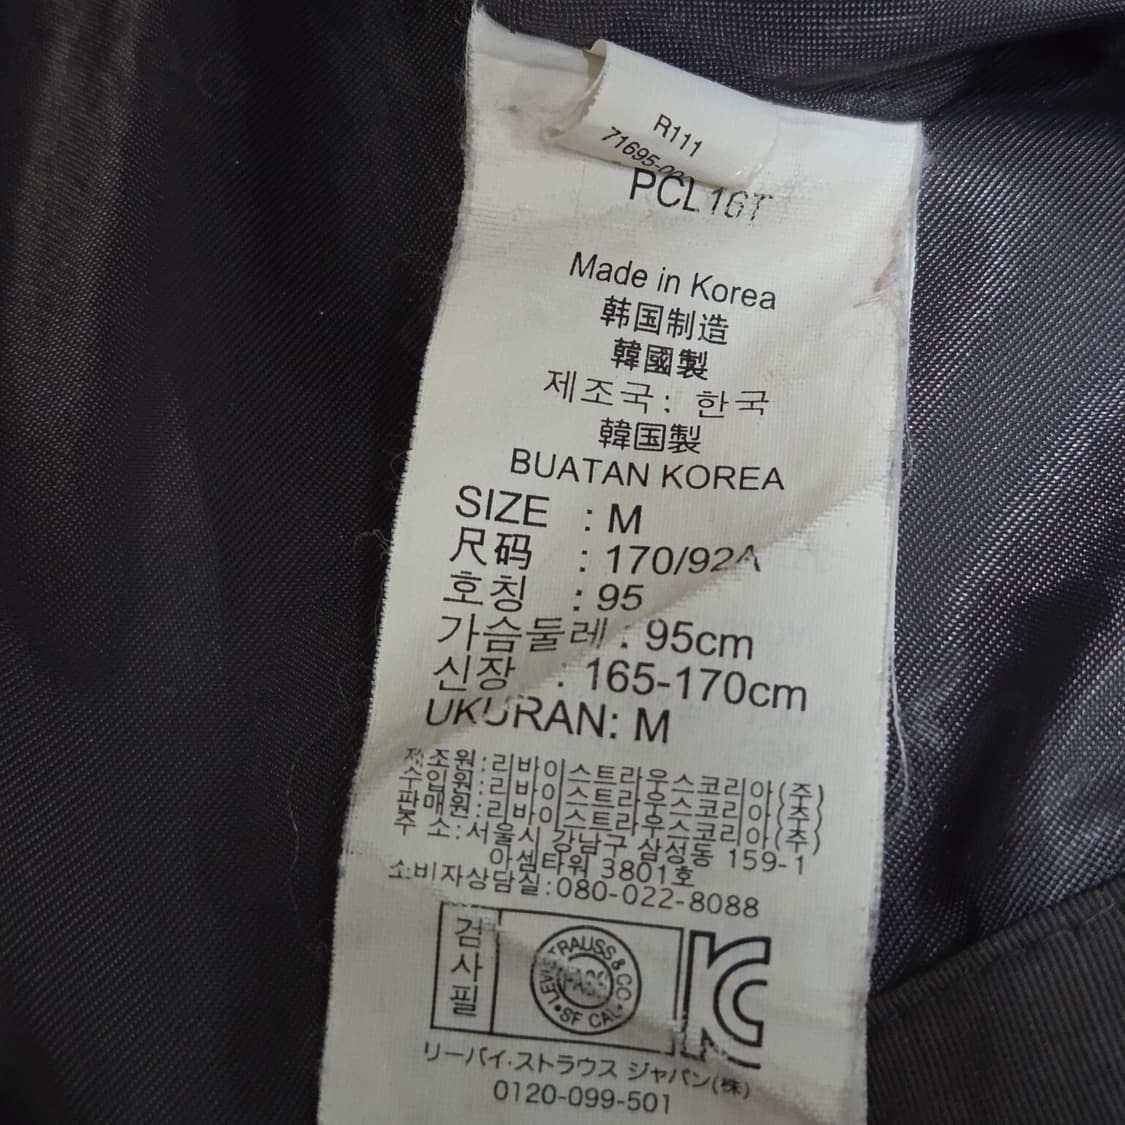 R111
PCL16T
Made in Korea
韩国制造
韓國製
제조국: 한국
韓国製
BUATAN KOREA
SIZE : M
尺码 : 170/92A
호칭 : 95
가슴둘레 : 95cm
신장 : 165-170cm
UKURAN: M
제조원:리바이스트라우스코리아(주)
수입원:리바이스트라우스코리아(주)
판매원:리바이스트라우스코리아(주)
주 소:서울시 강남구 삼성동 159-1
아셈타워 3801호
소비자상담실:080-022-8088
검사필
LEVI STRAUSS & CO
SF CAL
PASS
KC
リーバイ·ストラウス ジャパン(株)
0120-099-501